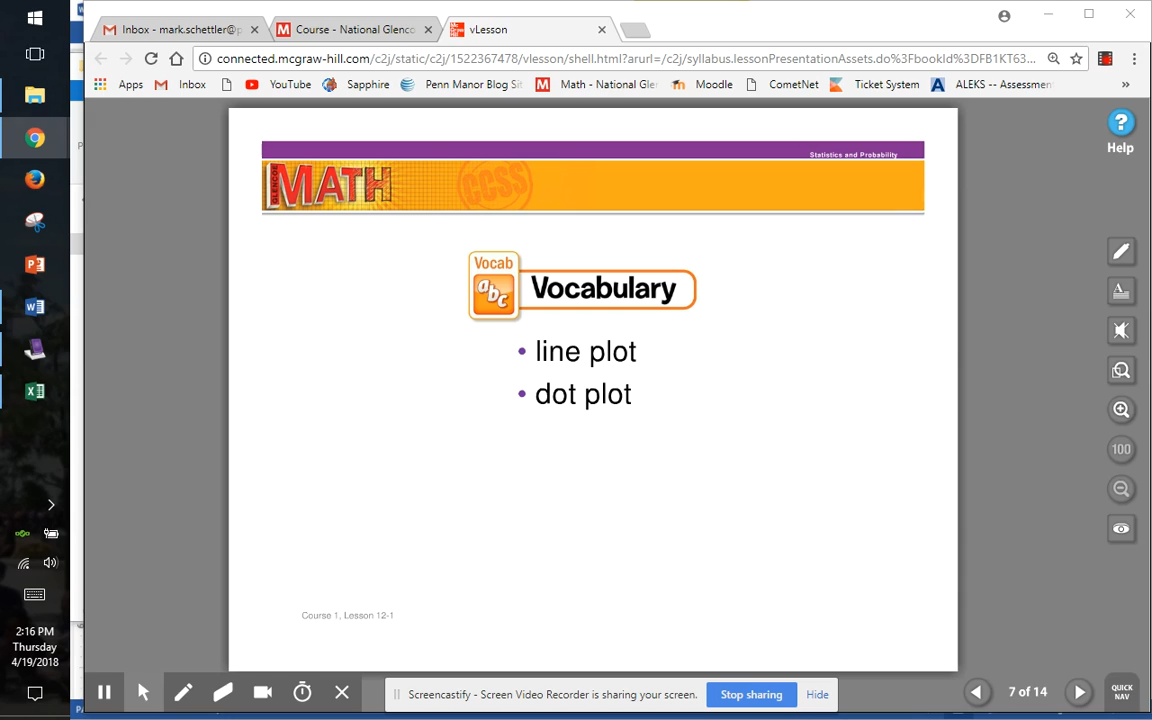 Inbox - mark.schettler@p
Course - National Glenco
vLesson
connected.mcgraw-hill.com/c2j/static/c2j/1522367478/vlesson/shell.html?arurl=/c2j/syllabus.lessonPresentationAssets.do%3FbookId%3DFB1KT63...
Apps
Inbox
YouTube
Sapphire
Penn Manor Blog Sit
Math - National Gle
Moodle
CometNet
Ticket System
ALEKS -- Assessmen
»
Help
Statistics and Probability
GLENCOE
MATH
CCSS
Vocab
abc
Vocabulary
• line plot
• dot plot
100
Course 1, Lesson 12-1
2:16 PM
Thursday
4/19/2018
Screencastify - Screen Video Recorder is sharing your screen.
Stop sharing
Hide
7 of 14
QUICK
NAV